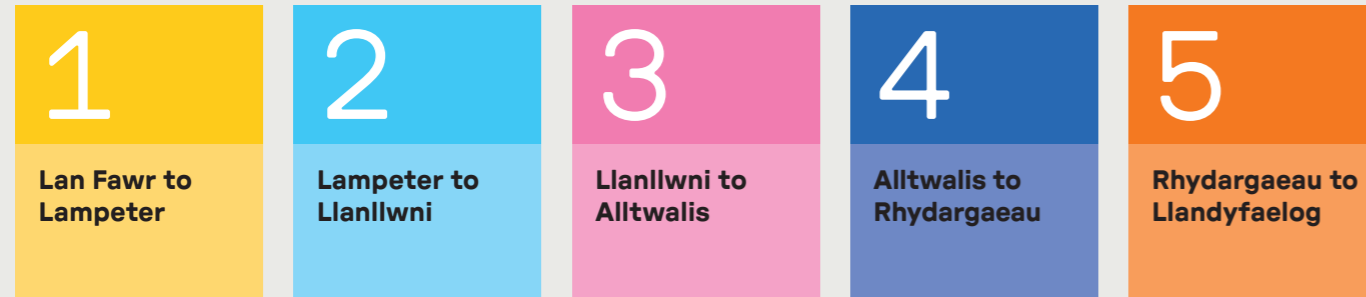 1
Lan Fawr to
Lampeter
2
Lampeter to
Llanllwni
3
Llanllwni to
Alltwalis
4
Alltwalis to
Rhydargaeau
5
Rhydargaeau to
Llandyfaelog